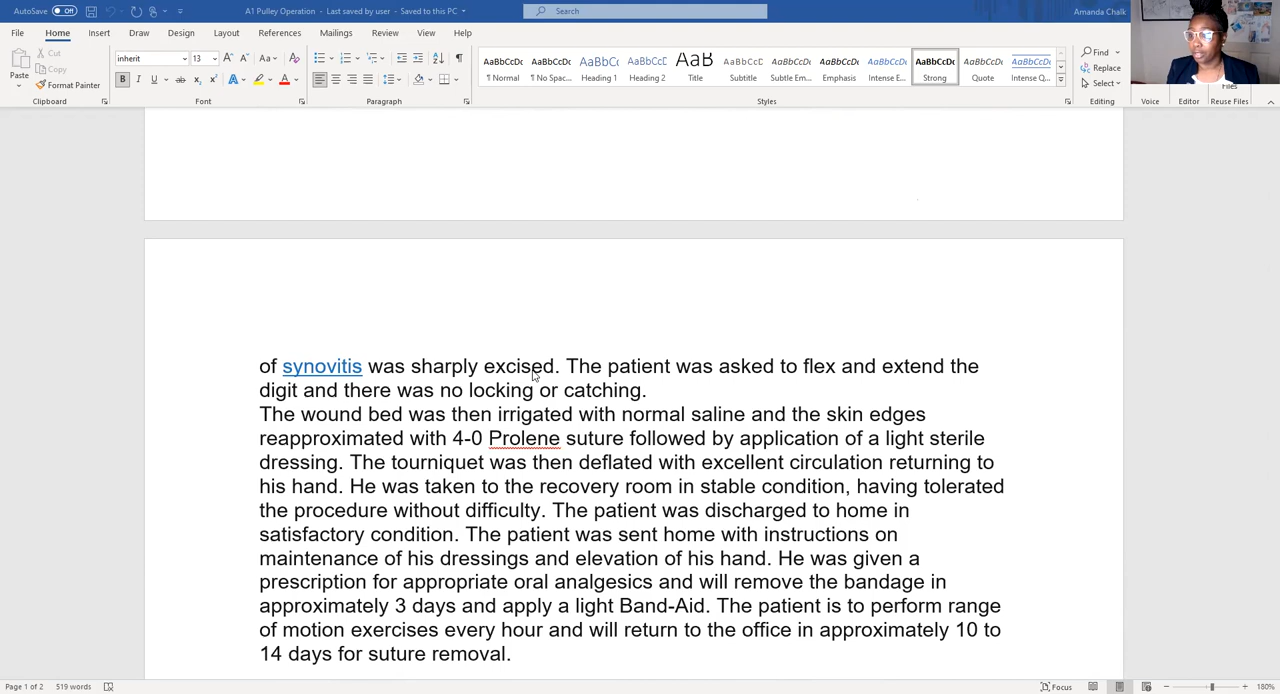 AutoSave Off
A1 Pulley Operation - Last saved by user - Saved to this PC
Search
Amanda Chalk
File Home Insert Draw Design Layout References Mailings Review View Help
Paste
Cut
Copy
Format Painter
Clipboard
inherit 13
Font
Paragraph
AaBbCcDc AaBbCcDc AaBbCc AaBbCcC AaB AaBbCcC AaBbCcDc AaBbCcDc AaBbCcDc AaBbCcDc AaBbCcDc AaBbCcDc
¶ Normal ¶ No Spac... Heading 1 Heading 2 Title Subtitle Subtle Em... Emphasis Intense E... Strong Quote Intense Q...
Styles
Find
Replace
Select
Editing
Voice
Editor
Files
Reuse Files
of synovitis was sharply excised. The patient was asked to flex and extend the
digit and there was no locking or catching.
The wound bed was then irrigated with normal saline and the skin edges
reapproximated with 4-0 Prolene suture followed by application of a light sterile
dressing. The tourniquet was then deflated with excellent circulation returning to
his hand. He was taken to the recovery room in stable condition, having tolerated
the procedure without difficulty. The patient was discharged to home in
satisfactory condition. The patient was sent home with instructions on
maintenance of his dressings and elevation of his hand. He was given a
prescription for appropriate oral analgesics and will remove the bandage in
approximately 3 days and apply a light Band-Aid. The patient is to perform range
of motion exercises every hour and will return to the office in approximately 10 to
14 days for suture removal.
Page 1 of 2 519 words
Focus
180%